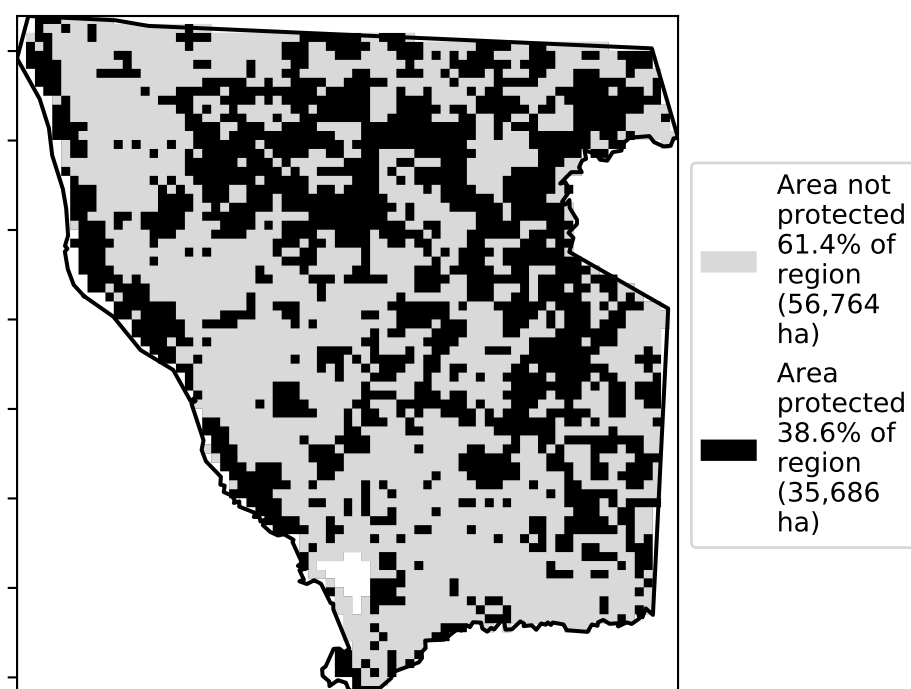 Area not
protected
61.4% of
region
(56,764
ha)
Area
protected
38.6% of
region
(35,686
ha)